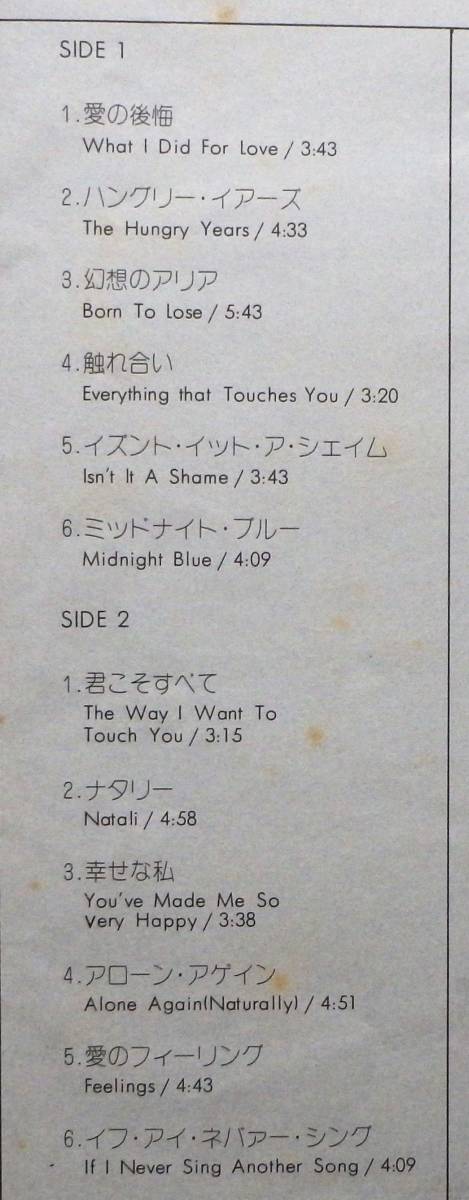 SIDE 1
1.愛の後悔
What I Did For Love / 3:43
2.ハングリー・イアーズ
The Hungry Years / 4:33
3.幻想のアリア
Born To Lose / 5:43
4.触れ合い
Everything that Touches You / 3:20
5.イズント・イット・ア・シェイム
Isn't It A Shame / 3:43
6.ミッドナイト・ブルー
Midnight Blue / 4:09
SIDE 2
1.君こそすべて
The Way I Want To
Touch You / 3:15
2.ナタリー
Natali / 4:58
3.幸せな私
You've Made Me So
Very Happy / 3:38
4.アローン・アゲイン
Alone Again(Naturally) / 4:51
5.愛のフィーリング
Feelings / 4:43
6.イフ・アイ・ネバァー・シング
If I Never Sing Another Song / 4:09